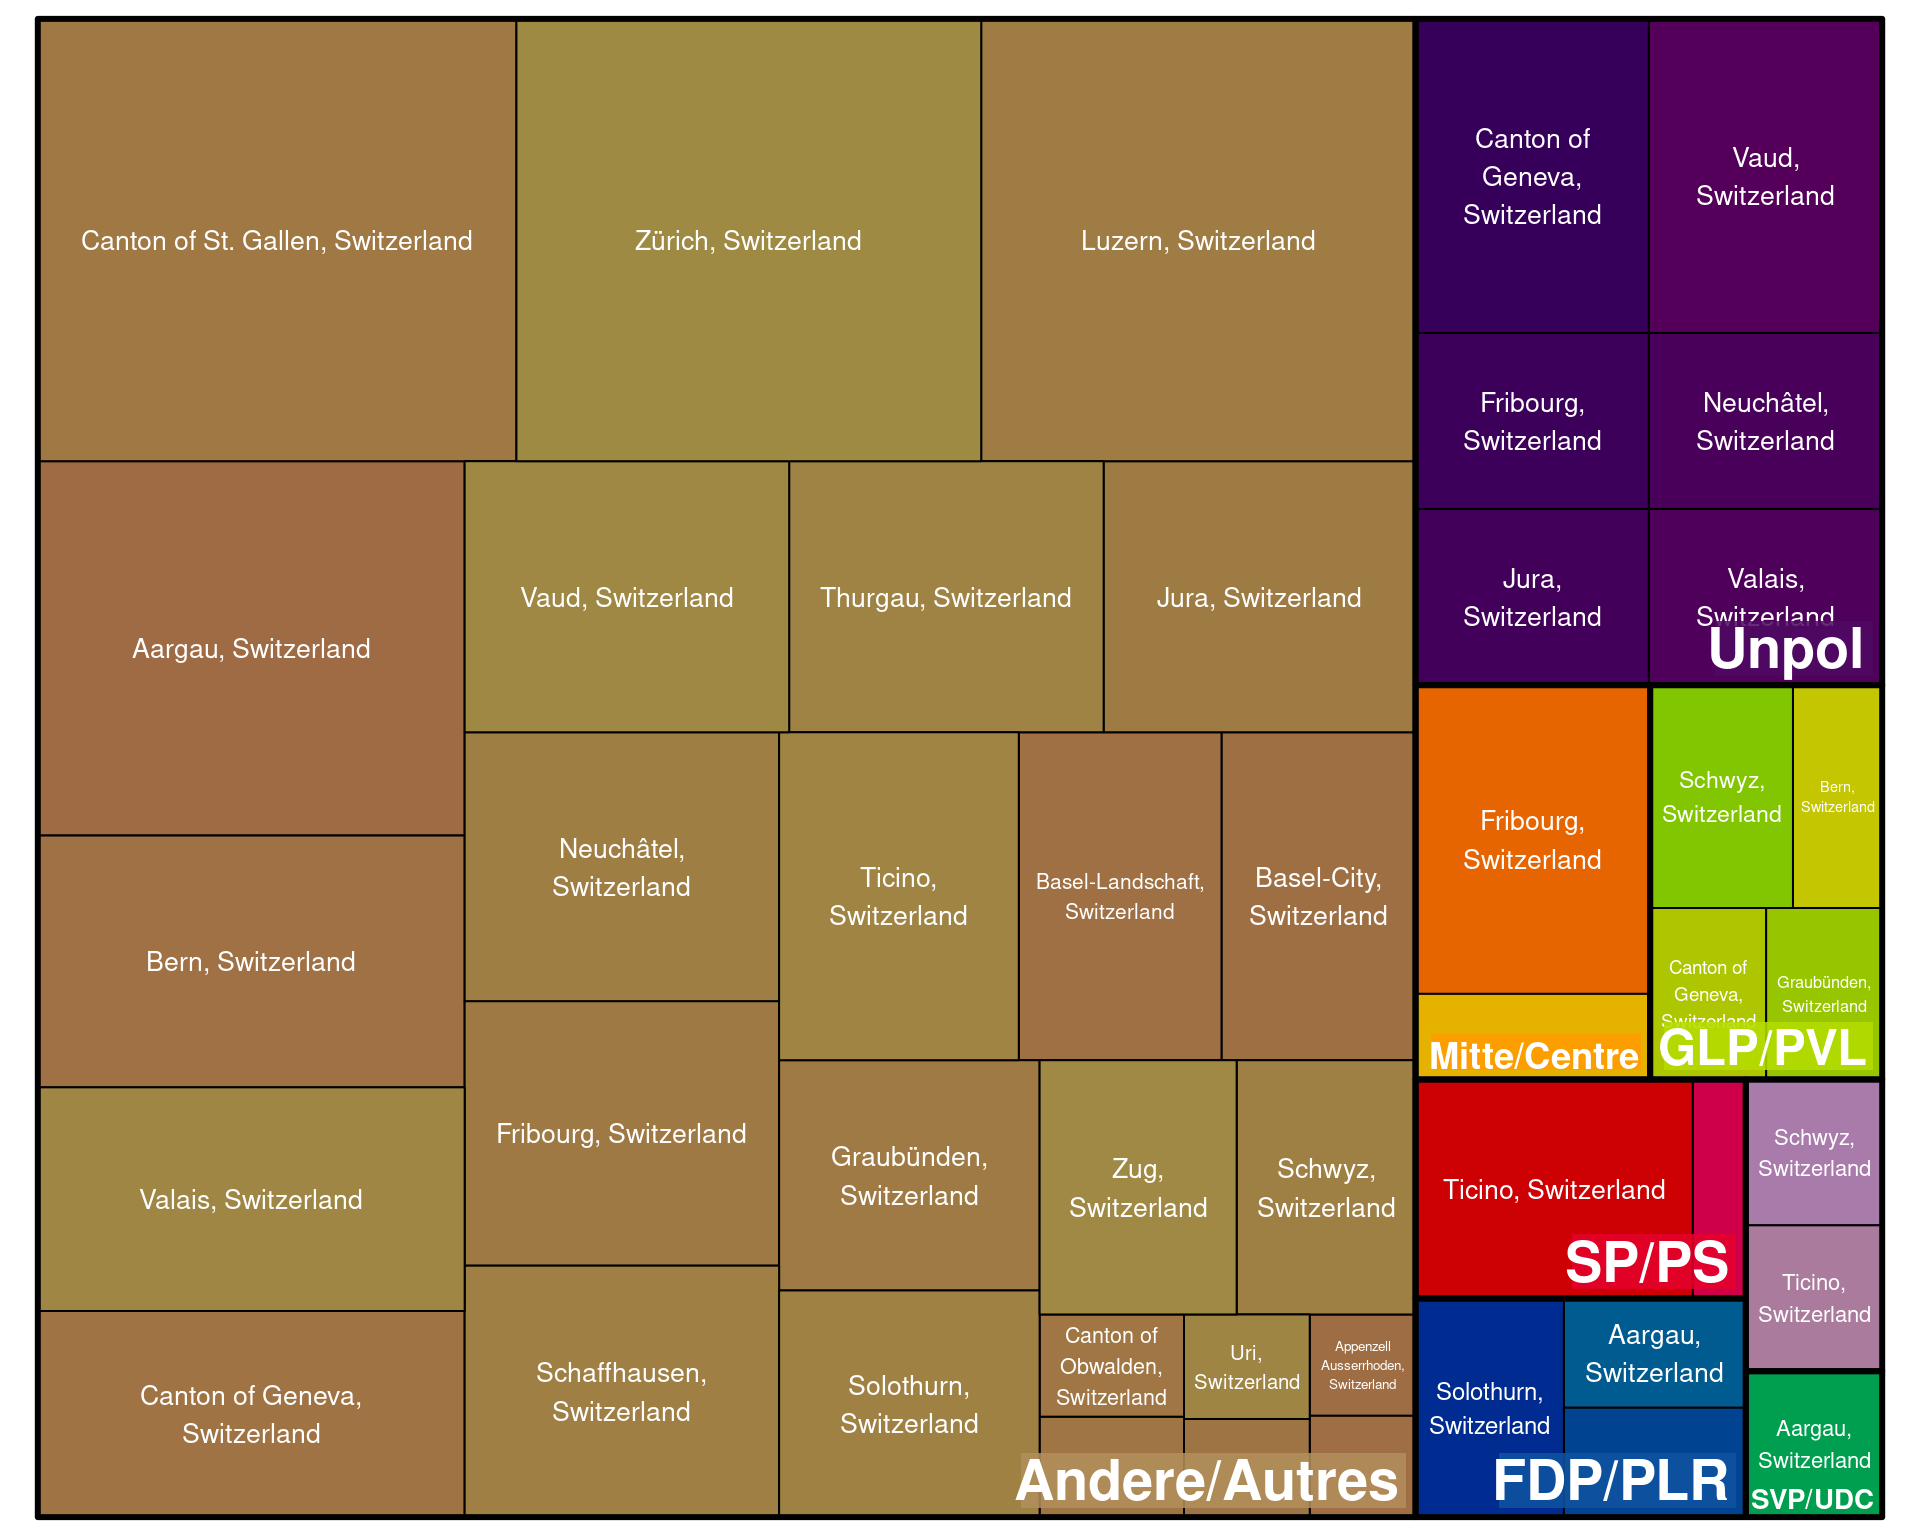 Canton of St. Gallen, Switzerland
Zürich, Switzerland
Luzern, Switzerland
Aargau, Switzerland
Vaud, Switzerland
Thurgau, Switzerland
Jura, Switzerland
Bern, Switzerland
Neuchâtel,
Switzerland
Ticino,
Switzerland
Basel-Landschaft,
Switzerland
Basel-City,
Switzerland
Valais, Switzerland
Fribourg, Switzerland
Graubünden,
Switzerland
Zug,
Switzerland
Schwyz,
Switzerland
Canton of Geneva,
Switzerland
Schaffhausen,
Switzerland
Solothurn,
Switzerland
Canton of
Obwalden,
Switzerland
Uri,
Switzerland
Appenzell
Ausserrhoden,
Switzerland
Andere/Autres
Canton of
Geneva,
Switzerland
Vaud,
Switzerland
Fribourg,
Switzerland
Neuchâtel,
Switzerland
Jura,
Switzerland
Valais,
Switzerland
Unpol
Fribourg,
Switzerland
Mitte/Centre
Schwyz,
Switzerland
Bern,
Switzerland
Canton of
Geneva,
Switzerland
Graubünden,
Switzerland
GLP/PVL
Ticino, Switzerland
SP/PS
Schwyz,
Switzerland
Ticino,
Switzerland
Solothurn,
Switzerland
Aargau,
Switzerland
FDP/PLR
Aargau,
Switzerland
SVP/UDC